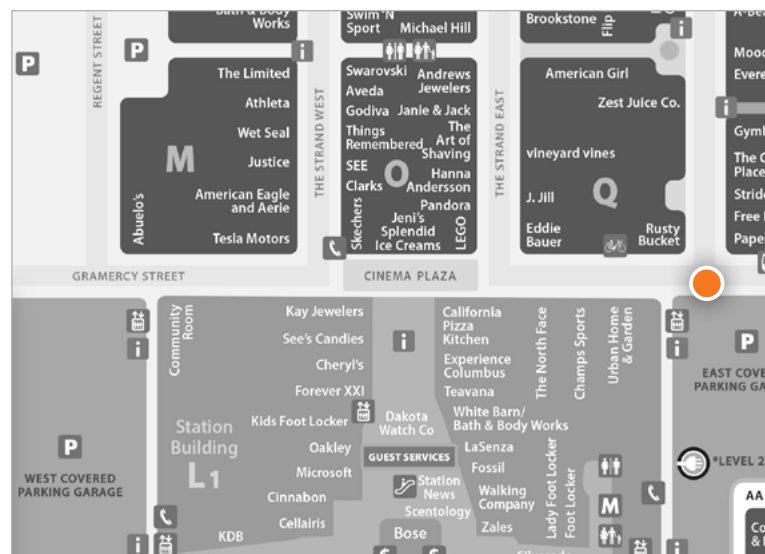 Bath & Body
Works
REGENT STREET
P
P
i
The Limited
Athleta
Wet Seal
Justice
American Eagle
and Aerie
Tesla Motors
M
Abuelo's
THE STRAND WEST
Swim 'N
Sport
Michael Hill
Swarovski
Aveda
Godiva
Things
Remembered
SEE
Clarks
Skechers
Andrews
Jewelers
Janie & Jack
The
Art of
Shaving
Hanna
Andersson
Pandora
Jeni's
Splendid
Ice Creams
LEGO
O
THE STRAND EAST
Brookstone
Flip
i
American Girl
Zest Juice Co.
vineyard vines
J. Jill
Eddie
Bauer
Q
Rusty
Bucket
i
Mood
Evere
Gymb
The C
Place
Stride
Free
Pape
GRAMERCY STREET
CINEMA PLAZA
Community
Room
i
P
WEST COVERED
PARKING GARAGE
Station
Building
L1
Kay Jewelers
See's Candies
Cheryl's
Forever XXI
Kids Foot Locker
Oakley
Microsoft
Cinnabon
Cellairis
KDB
i
i
Dakota
Watch Co
GUEST SERVICES
Station
News
Scentology
Bose
$
$
California
Pizza
Kitchen
Experience
Columbus
Teavana
White Barn/
Bath & Body Works
LaSenza
Fossil
Walking
Company
Zales
The North Face
Champs Sports
Urban Home
& Garden
Lady Foot Locker
Foot Locker
M
i
P
EAST COVE
PARKING GA
*LEVEL 2
AA
Co
& I
i